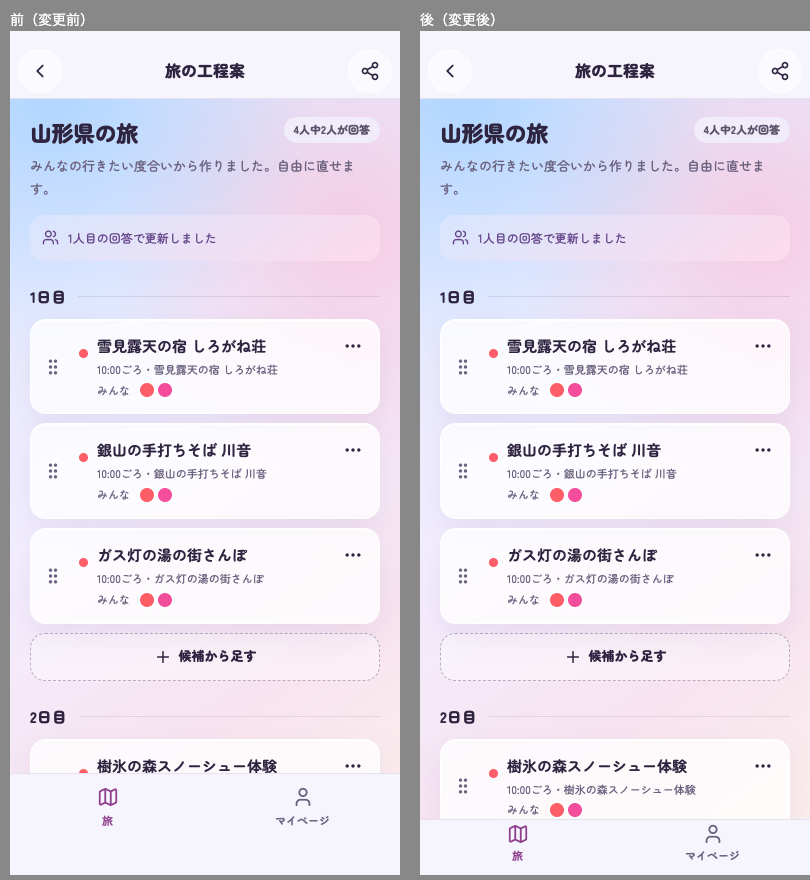 前（変更前）
旅の工程案
山形県の旅
4人中2人が回答
みんなの行きたい度合いから作りました。自由に直せま
す。
1人目の回答で更新しました
1日目
雪見露天の宿 しろがね荘
10:00ごろ・雪見露天の宿 しろがね荘
みんな
銀山の手打ちそば 川音
10:00ごろ・銀山の手打ちそば 川音
みんな
ガス灯の湯の街さんぽ
10:00ごろ・ガス灯の湯の街さんぽ
みんな
候補から足す
2日目
樹氷の森スノーシュー体験
旅
マイページ
後（変更後）
旅の工程案
山形県の旅
4人中2人が回答
みんなの行きたい度合いから作りました。自由に直せま
す。
1人目の回答で更新しました
1日目
雪見露天の宿 しろがね荘
10:00ごろ・雪見露天の宿 しろがね荘
みんな
銀山の手打ちそば 川音
10:00ごろ・銀山の手打ちそば 川音
みんな
ガス灯の湯の街さんぽ
10:00ごろ・ガス灯の湯の街さんぽ
みんな
候補から足す
2日目
樹氷の森スノーシュー体験
10:00ごろ・樹氷の森スノーシュー体験
みんな
旅
マイページ